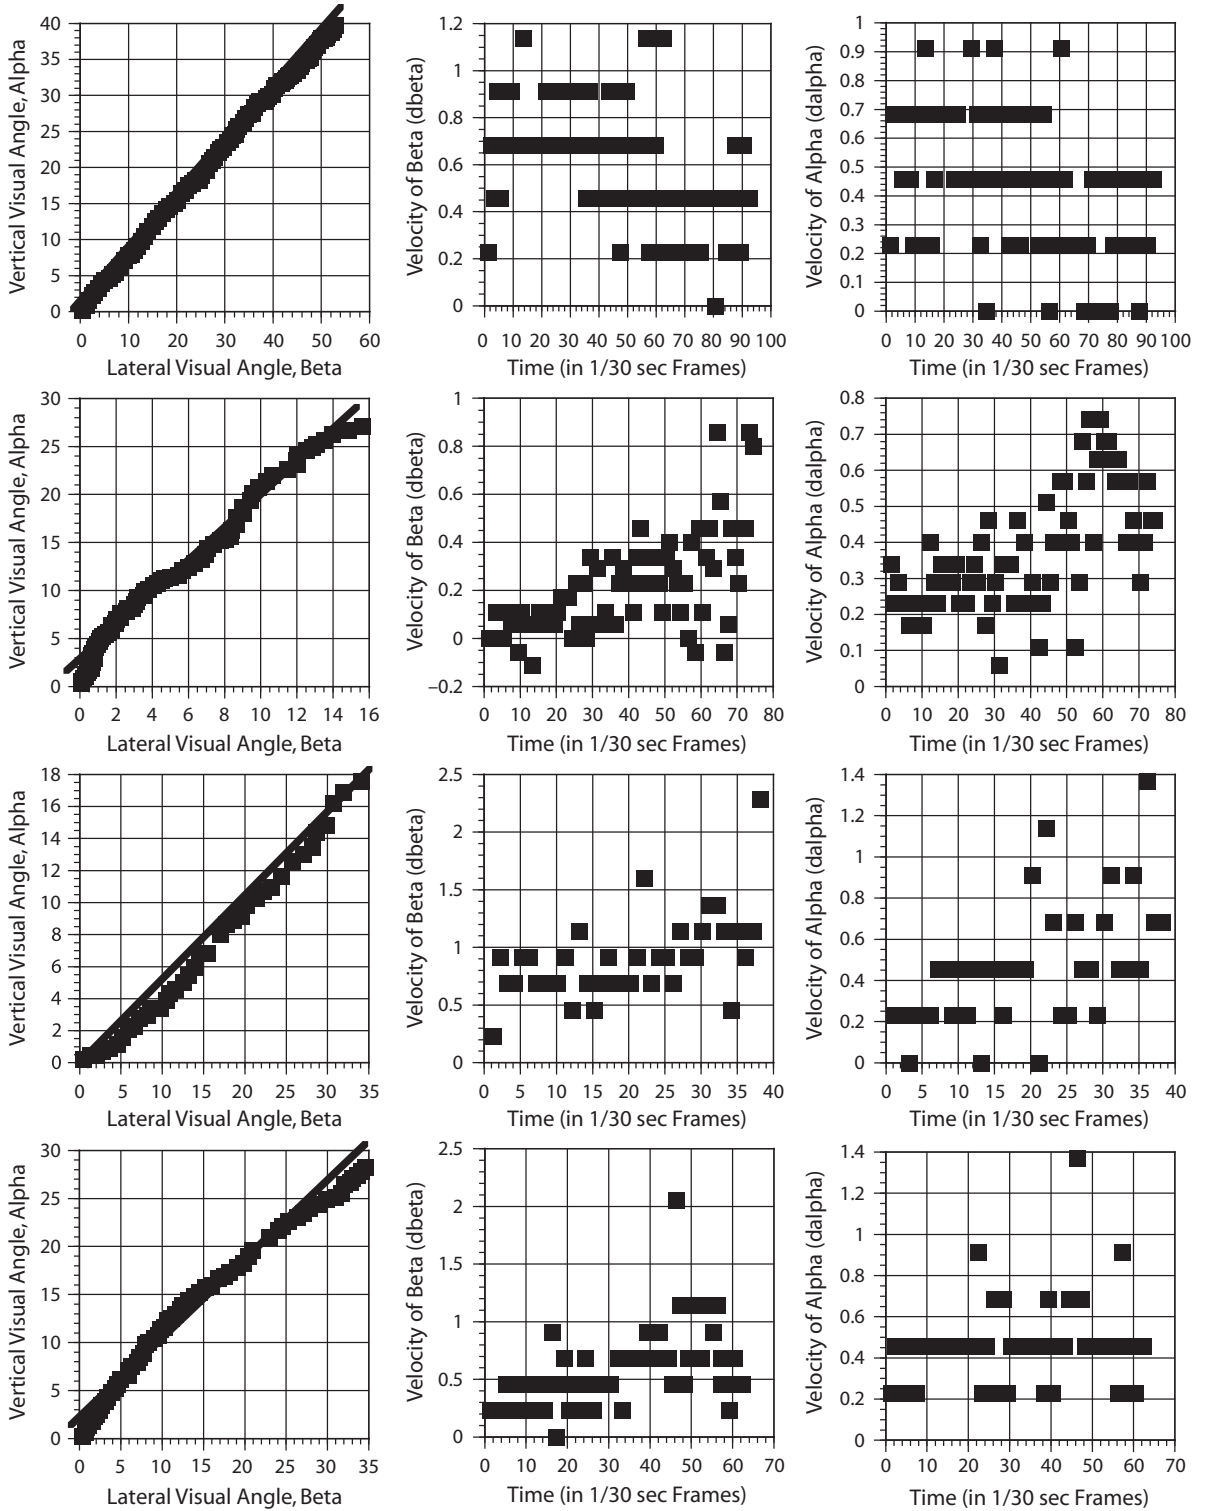 40
35
30
25
20
15
10
5
0
0 10 20 30 40 50 60
Vertical Visual Angle, Alpha
Lateral Visual Angle, Beta
1.2
1
0.8
0.6
0.4
0.2
0
0 10 20 30 40 50 60 70 80 90 100
Velocity of Beta (dbeta)
Time (in 1/30 sec Frames)
1
0.9
0.8
0.7
0.6
0.5
0.4
0.3
0.2
0.1
0
0 10 20 30 40 50 60 70 80 90 100
Velocity of Alpha (dalpha)
Time (in 1/30 sec Frames)
30
25
20
15
10
5
0
0 2 4 6 8 10 12 14 16
Vertical Visual Angle, Alpha
Lateral Visual Angle, Beta
1
0.8
0.6
0.4
0.2
0
–0.2
0 10 20 30 40 50 60 70 80
Velocity of Beta (dbeta)
Time (in 1/30 sec Frames)
0.8
0.7
0.6
0.5
0.4
0.3
0.2
0.1
0
0 10 20 30 40 50 60 70 80
Velocity of Alpha (dalpha)
Time (in 1/30 sec Frames)
18
16
14
12
10
8
6
4
2
0
0 5 10 15 20 25 30 35
Vertical Visual Angle, Alpha
Lateral Visual Angle, Beta
2.5
2
1.5
1
0.5
0
0 5 10 15 20 25 30 35 40
Velocity of Beta (dbeta)
Time (in 1/30 sec Frames)
1.4
1.2
1
0.8
0.6
0.4
0.2
0
0 5 10 15 20 25 30 35 40
Velocity of Alpha (dalpha)
Time (in 1/30 sec Frames)
30
25
20
15
10
5
0
0 5 10 15 20 25 30 35
Vertical Visual Angle, Alpha
Lateral Visual Angle, Beta
2.5
2
1.5
1
0.5
0
0 10 20 30 40 50 60 70
Velocity of Beta (dbeta)
Time (in 1/30 sec Frames)
1.4
1.2
1
0.8
0.6
0.4
0.2
0
0 10 20 30 40 50 60 70
Velocity of Alpha (dalpha)
Time (in 1/30 sec Frames)